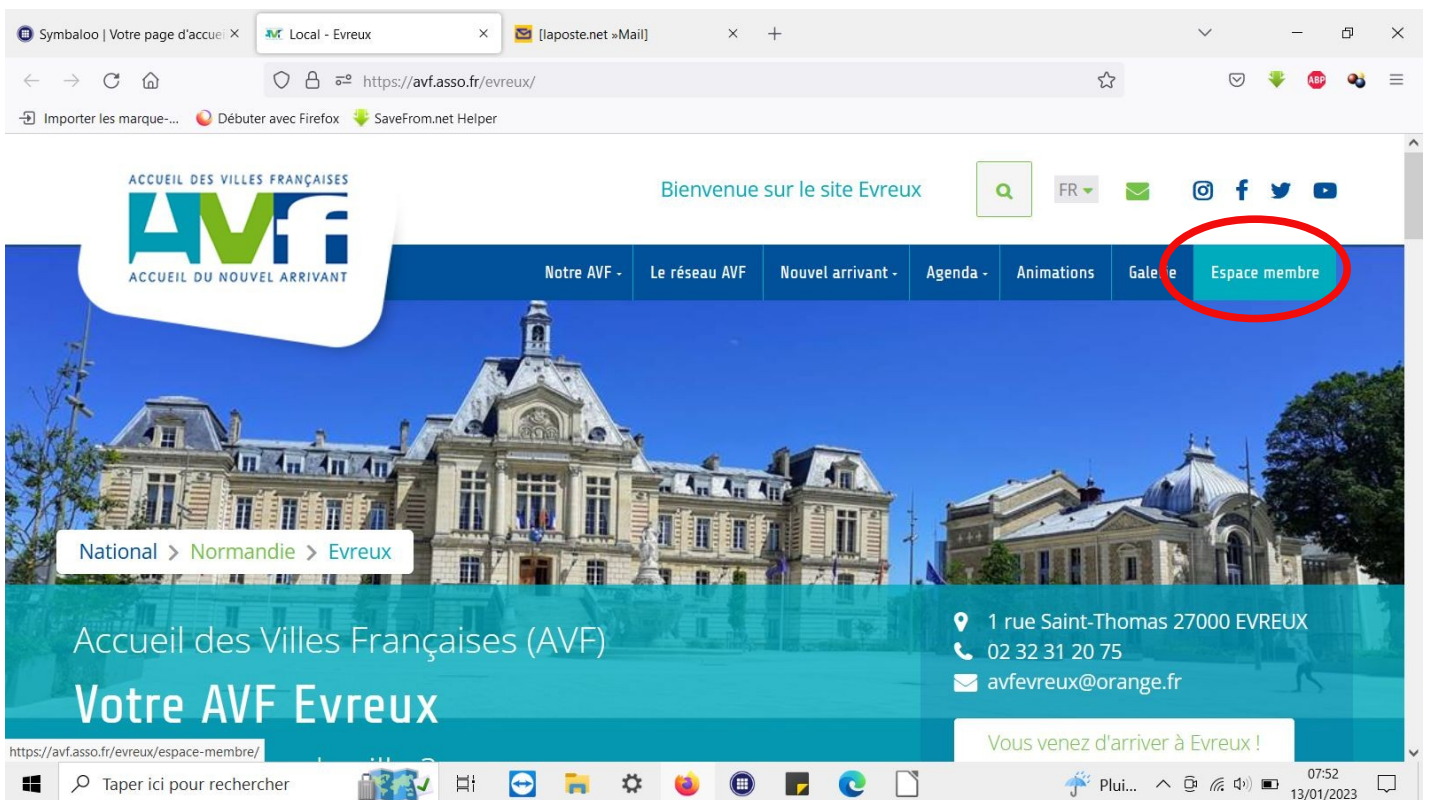 Symbaloo | Votre page d'accuei
Local - Evreux
[laposte.net »Mail]
https://avf.asso.fr/evreux/
Importer les marque-...
Débuter avec Firefox
SaveFrom.net Helper
ABP
ACCUEIL DES VILLES FRANÇAISES
AVf
ACCUEIL DU NOUVEL ARRIVANT
Bienvenue sur le site Evreux
FR
Notre AVF
Le réseau AVF
Nouvel arrivant
Agenda
Animations
Galerie
Espace membre
National > Normandie > Evreux
Accueil des Villes Françaises (AVF)
Votre AVF Evreux
1 rue Saint-Thomas 27000 EVREUX
02 32 31 20 75
avfevreux@orange.fr
Vous venez d'arriver à Evreux !
https://avf.asso.fr/evreux/espace-membre/
Taper ici pour rechercher
Plui...
07:52
13/01/2023